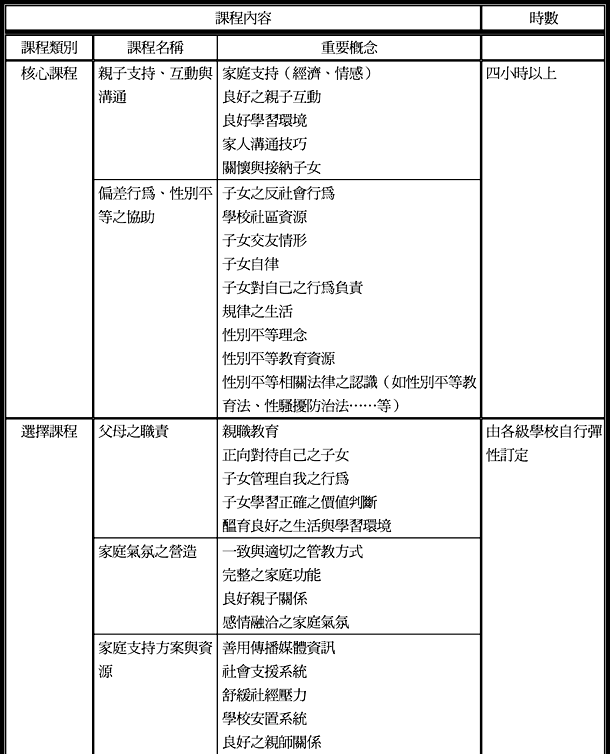 課程內容 時數
課程類別 課程名稱 重要概念
核心課程 親子支持、互動與 家庭支持（經濟、情感） 四小時以上
溝通 良好之親子互動
良好學習環境
家人溝通技巧
關懷與接納子女
偏差行為、性別平 子女之反社會行為
等之協助 學校社區資源
子女交友情形
子女自律
子女對自己之行為負責
規律之生活
性別平等理念
性別平等教育資源
性別平等相關法律之認識（如性別平等教
育法、性騷擾防治法……等）
選擇課程 父母之職責 親職教育 由各級學校自行彈
正向對待自己之子女 性訂定
子女管理自我之行為
子女學習正確之價值判斷
醞育良好之生活與學習環境
家庭氣氛之營造 一致與適切之管教方式
完整之家庭功能
良好親子關係
感情融洽之家庭氣氛
家庭支持方案與資 善用傳播媒體資訊
源 社會支援系統
舒緩社經壓力
學校安置系統
良好之親師關係